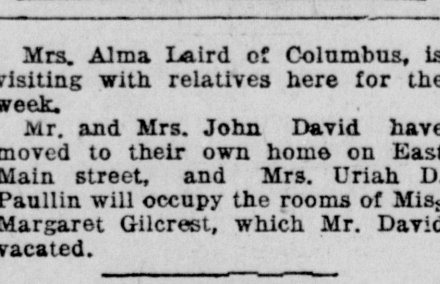 Mrs. Alma Laird of Columbus, is
visiting with relatives here for the
week.
Mr. and Mrs. John David have
moved to their own home on East
Main street, and Mrs. Uriah D.
Paullin will occupy the rooms of Miss
Margaret Gilcrest, which Mr. David
vacated.